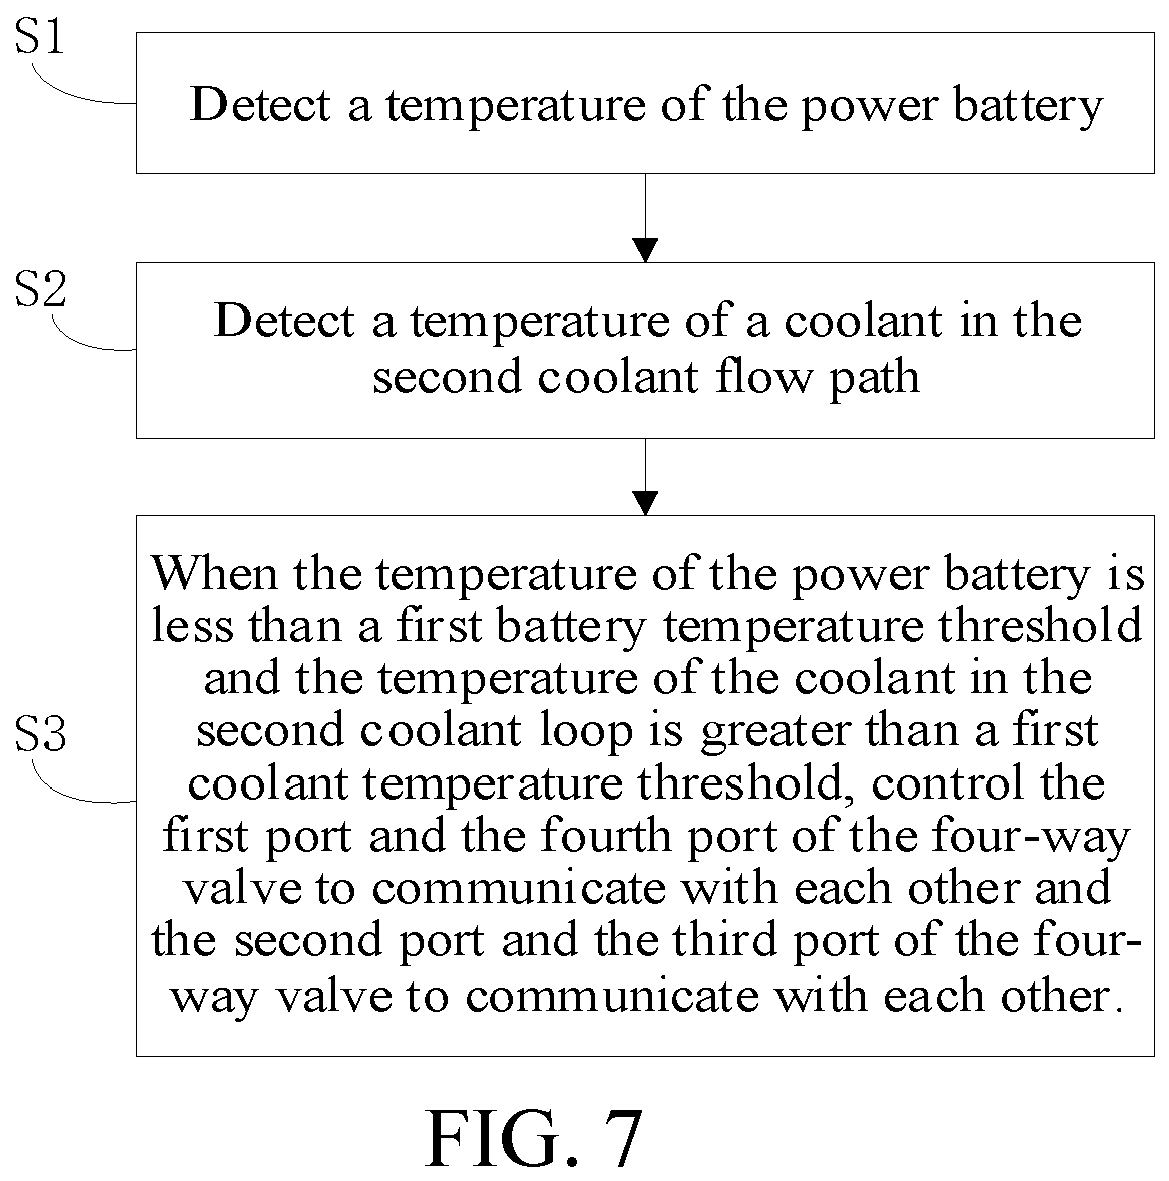 S1
Detect a temperature of the power battery
S2
Detect a temperature of a coolant in the
second coolant flow path
S3
When the temperature of the power battery is
less than a first battery temperature threshold
and the temperature of the coolant in the
second coolant loop is greater than a first
coolant temperature threshold, control the
first port and the fourth port of the four-way
valve to communicate with each other and
the second port and the third port of the four-
way valve to communicate with each other.
FIG. 7